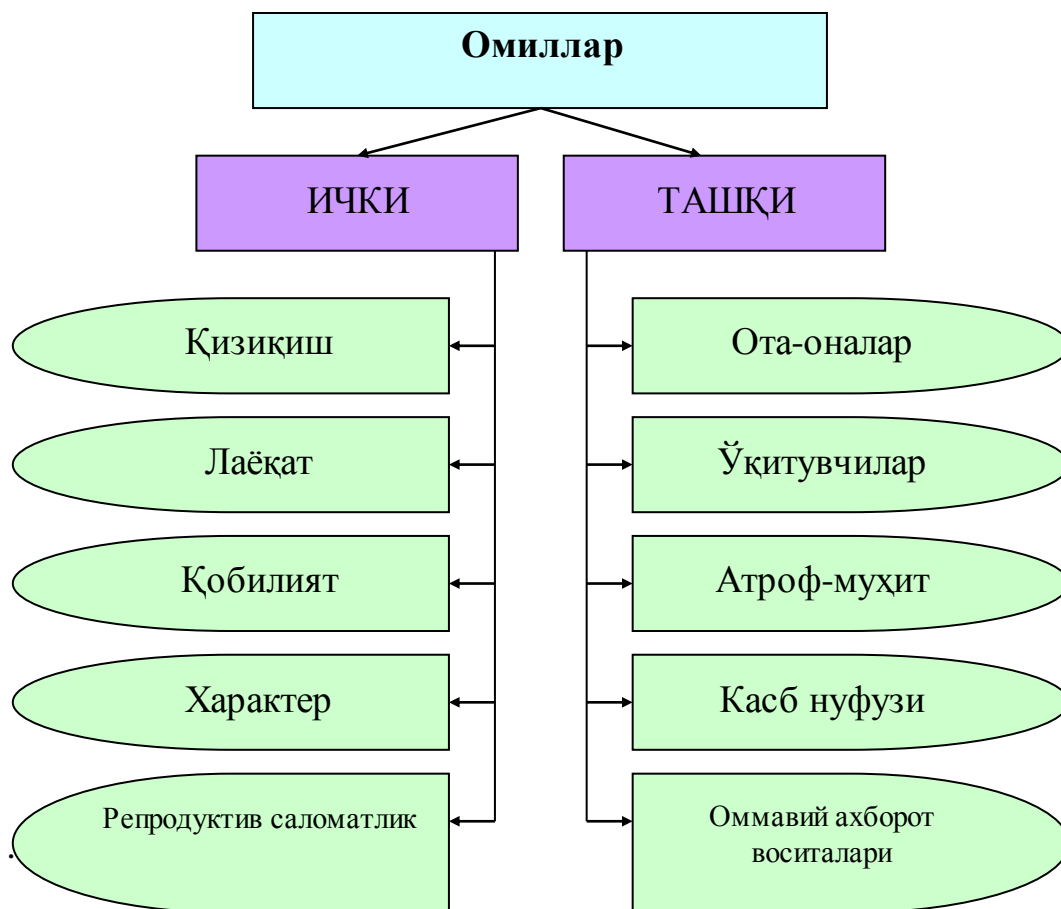 Омиллар
ИЧКИ
ТАШҚИ
Қизиқиш
Ота-оналар
Лаёқат
Ўқитувчилар
Қобилият
Атроф-муҳит
Характер
Касб нуфузи
Репродуктив саломатлик
Оммавий ахборот
воситалари
.